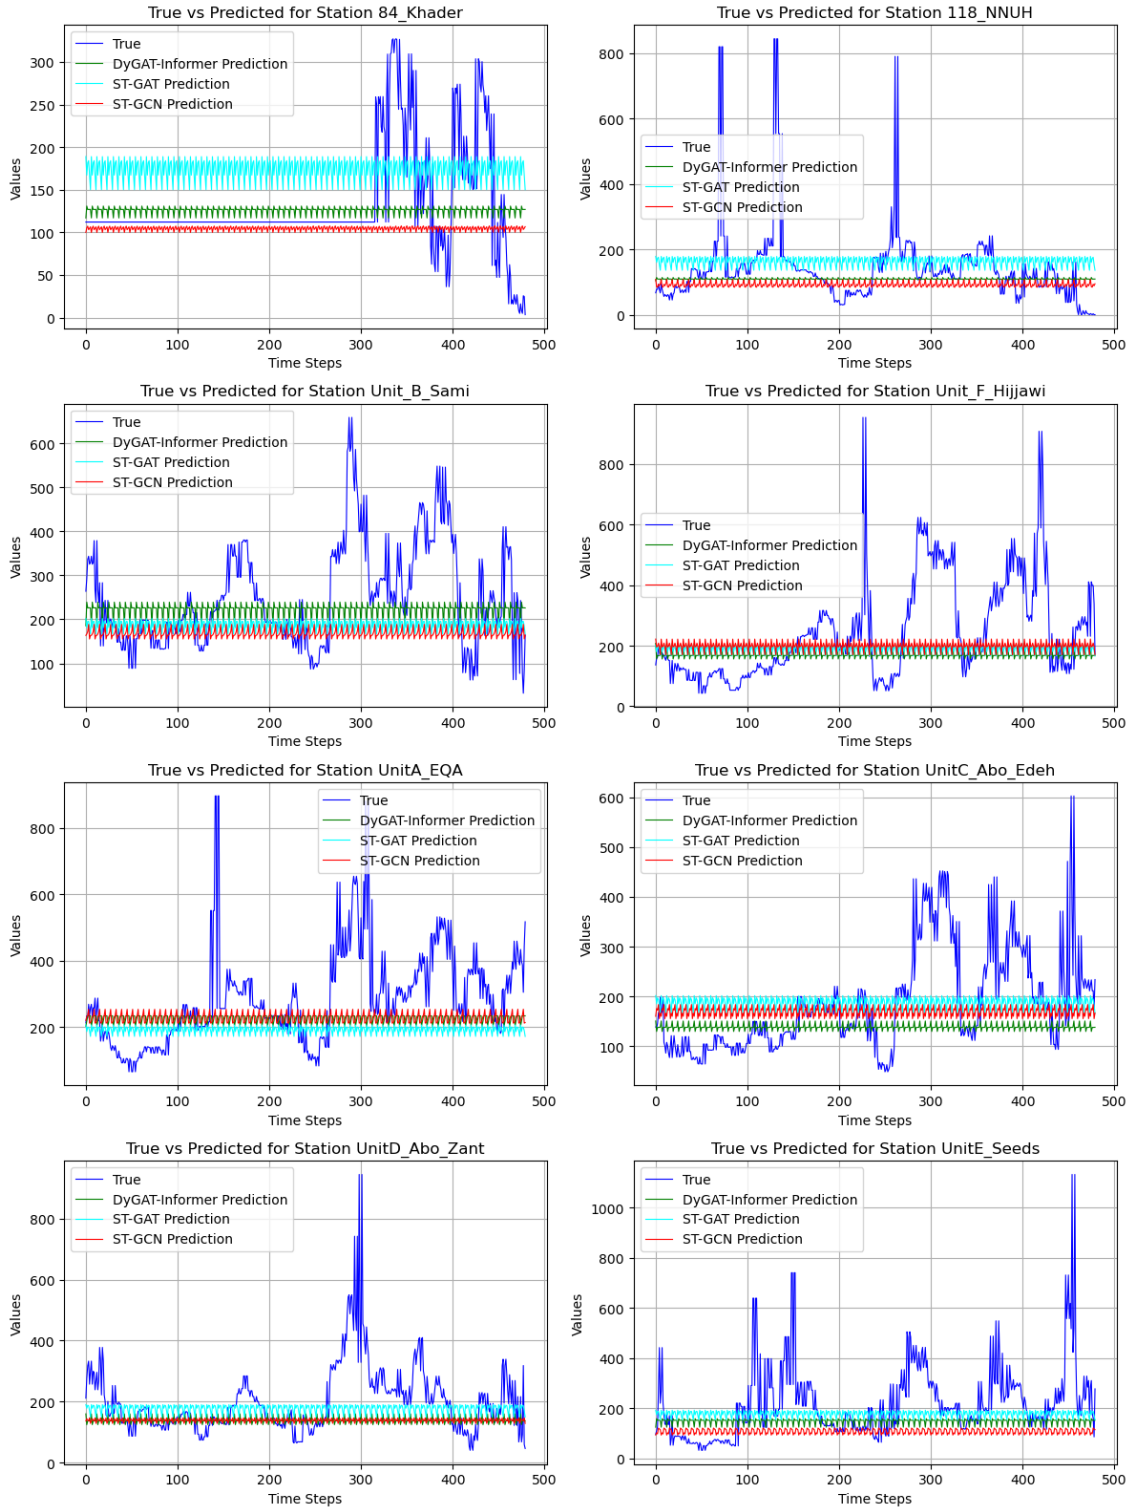 True vs Predicted for Station 84_Khader
True
DyGAT-Informer Prediction
ST-GAT Prediction
ST-GCN Prediction
Values
300
250
200
150
100
50
0
0 100 200 300 400 500
Time Steps
True vs Predicted for Station 118_NNUH
True
DyGAT-Informer Prediction
ST-GAT Prediction
ST-GCN Prediction
Values
800
600
400
200
0
0 100 200 300 400 500
Time Steps
True vs Predicted for Station Unit_B_Sami
True
DyGAT-Informer Prediction
ST-GAT Prediction
ST-GCN Prediction
Values
600
500
400
300
200
100
0 100 200 300 400 500
Time Steps
True vs Predicted for Station Unit_F_Hijjawi
True
DyGAT-Informer Prediction
ST-GAT Prediction
ST-GCN Prediction
Values
800
600
400
200
0
0 100 200 300 400 500
Time Steps
True vs Predicted for Station UnitA_EQA
True
DyGAT-Informer Prediction
ST-GAT Prediction
ST-GCN Prediction
Values
800
600
400
200
0 100 200 300 400 500
Time Steps
True vs Predicted for Station UnitC_Abo_Edeh
True
DyGAT-Informer Prediction
ST-GAT Prediction
ST-GCN Prediction
Values
600
500
400
300
200
100
0 100 200 300 400 500
Time Steps
True vs Predicted for Station UnitD_Abo_Zant
True
DyGAT-Informer Prediction
ST-GAT Prediction
ST-GCN Prediction
Values
800
600
400
200
0
0 100 200 300 400 500
Time Steps
True vs Predicted for Station UnitE_Seeds
True
DyGAT-Informer Prediction
ST-GAT Prediction
ST-GCN Prediction
Values
1000
800
600
400
200
0
0 100 200 300 400 500
Time Steps